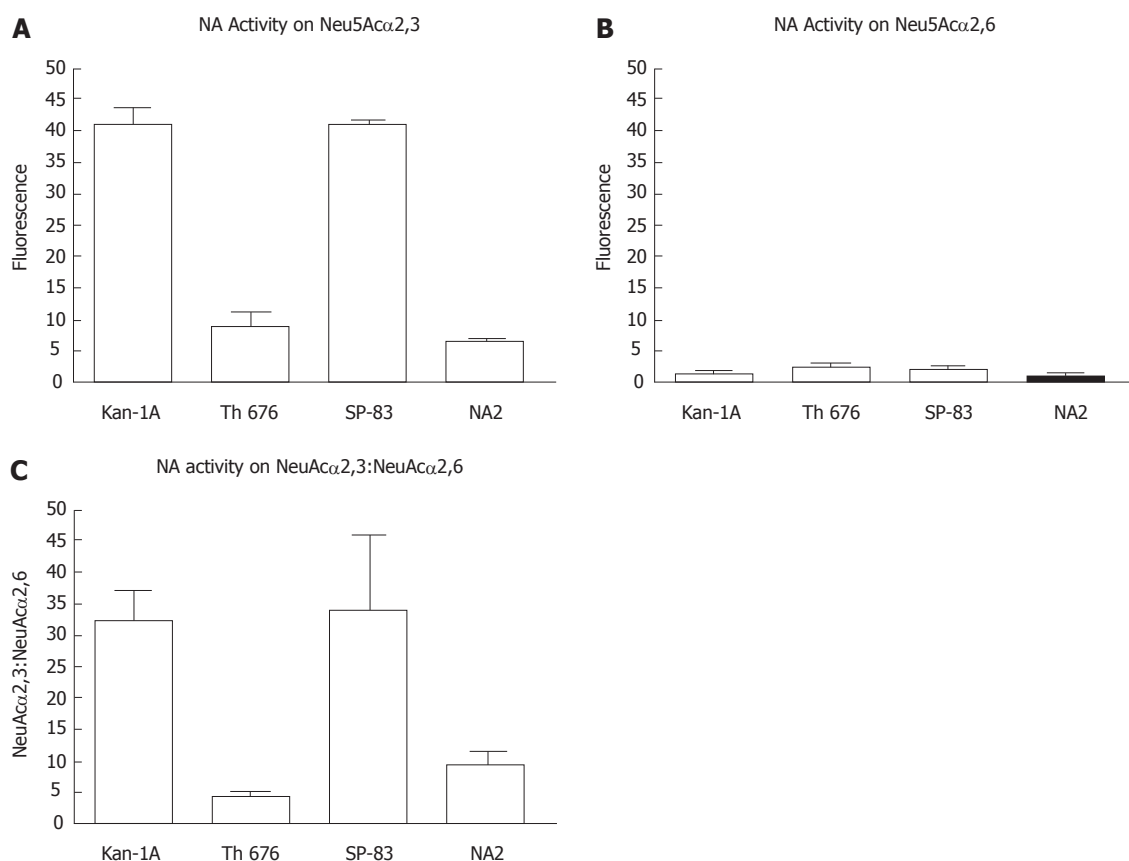 A
NA Activity on Neu5Acα2,3
50
45
40
35
30
25
20
15
10
5
0
Fluorescence
Kan-1A Th 676 SP-83 NA2
B
NA Activity on Neu5Acα2,6
50
45
40
35
30
25
20
15
10
5
0
Fluorescence
Kan-1A Th 676 SP-83 NA2
C
NA activity on NeuAcα2,3:NeuAcα2,6
50
45
40
35
30
25
20
15
10
5
0
NeuAcα2,3:NeuAcα2,6
Kan-1A Th 676 SP-83 NA2